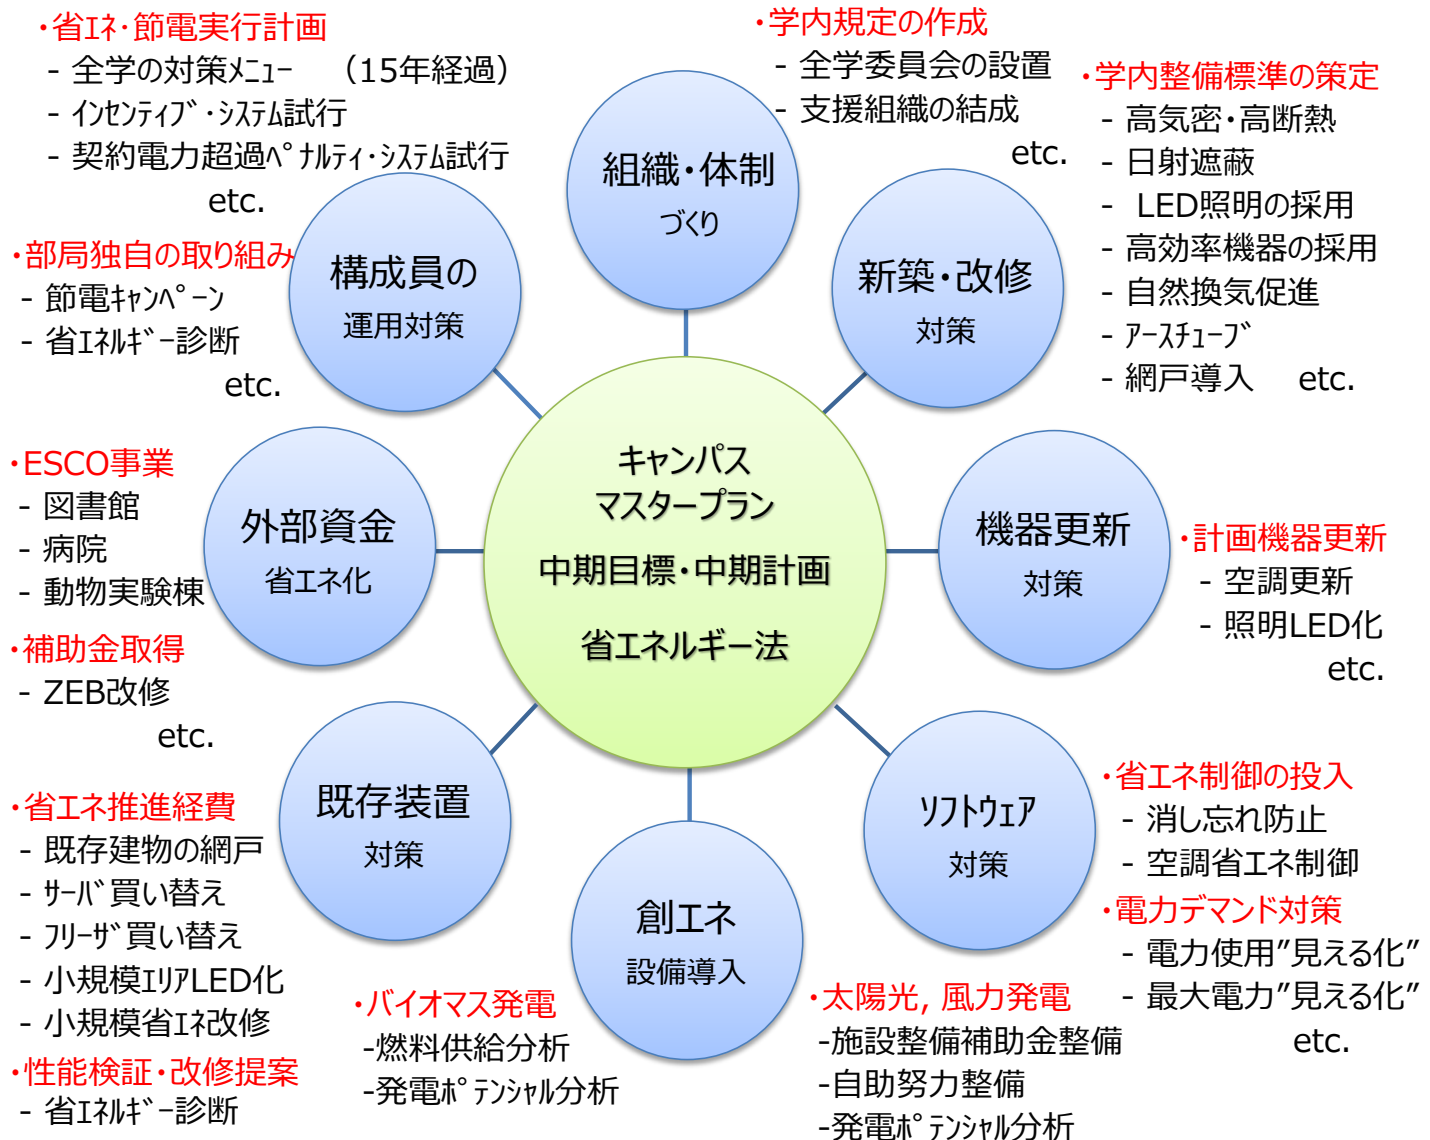 ・省ｴﾈ・節電実行計画
- 全学の対策ﾒﾆｭｰ （15年経過）
- ｲﾝｾﾝﾃｨﾌﾞ・ｼｽﾃﾑ試行
- 契約電力超過ﾍﾟﾅﾙﾃｨ・ｼｽﾃﾑ試行
etc.
・部局独自の取り組み
- 節電ｷｬﾝﾍﾟｰﾝ
- 省ｴﾈﾙｷﾞｰ診断
etc.
構成員の
運用対策
・学内規定の作成
- 全学委員会の設置
- 支援組織の結成
etc.
組織・体制
づくり
・学内整備標準の策定
- 高気密・高断熱
- 日射遮蔽
- LED照明の採用
- 高効率機器の採用
- 自然換気促進
- ｱｰｽﾁｭｰﾌﾞ
- 網戸導入 etc.
新築・改修
対策
キャンパス
マスタープラン
中期目標・中期計画
省エネルギー法
・ESCO事業
- 図書館
- 病院
- 動物実験棟
・補助金取得
- ZEB改修
etc.
外部資金
省エネ化
機器更新
対策
・計画機器更新
- 空調更新
- 照明LED化
etc.
・省エネ推進経費
- 既存建物の網戸
- ｻｰﾊﾞ買い替え
- ﾌﾘｰｻﾞ買い替え
- 小規模ｴﾘｱLED化
- 小規模省ｴﾈ改修
・性能検証・改修提案
- 省ｴﾈﾙｷﾞｰ診断
既存装置
対策
創エネ
設備導入
・バイオマス発電
-燃料供給分析
-発電ﾎﾟﾃﾝｼｬﾙ分析
・太陽光, 風力発電
-施設整備補助金整備
-自助努力整備
-発電ﾎﾟﾃﾝｼｬﾙ分析
ｿﾌﾄｳｪｱ
対策
・省エネ制御の投入
- 消し忘れ防止
- 空調省エネ制御
・電力デマンド対策
- 電力使用”見える化”
- 最大電力”見える化”
etc.